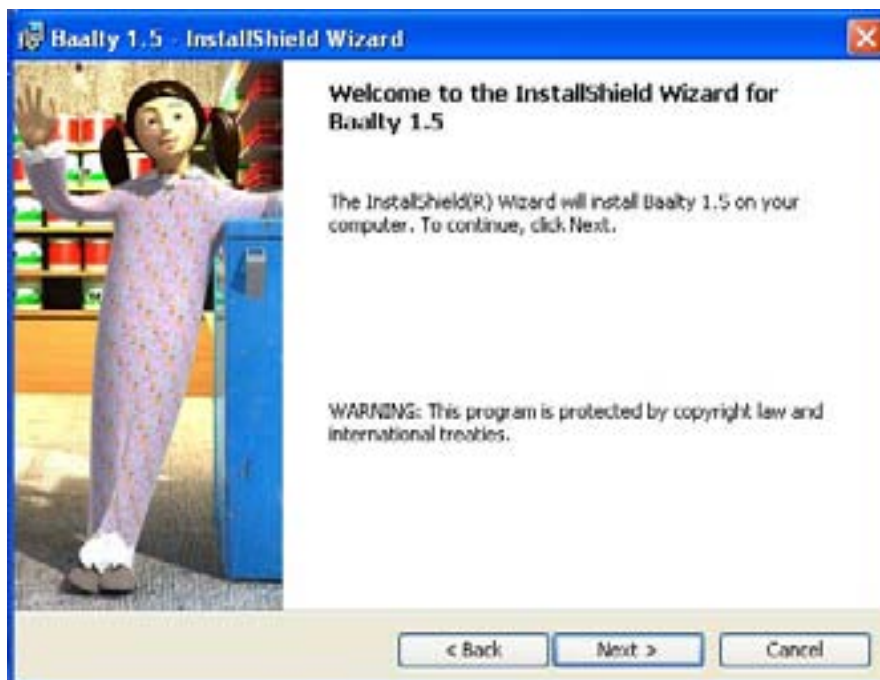 Baalty 1.5 - InstallShield Wizard
Welcome to the InstallShield Wizard for
Baalty 1.5
The InstallShield(R) Wizard will install Baalty 1.5 on your
computer. To continue, click Next.
WARNING: This program is protected by copyright law and
international treaties.
< Back
Next >
Cancel